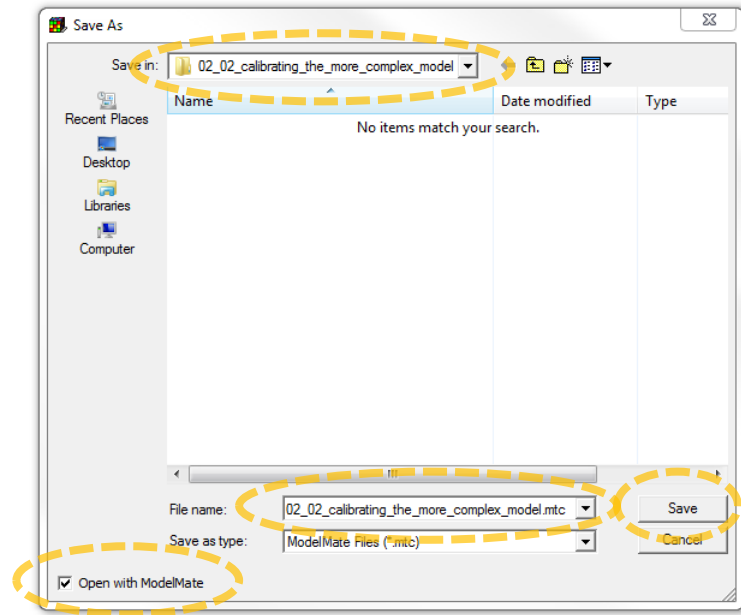 Save As
Save in: 02_02_calibrating_the_more_complex_model
Recent Places
Desktop
Libraries
Computer
Name Date modified Type
No items match your search.
File name: 02_02_calibrating_the_more_complex_model.mtc Save
Save as type: ModelMate Files (*.mtc) Cancel
Open with ModelMate